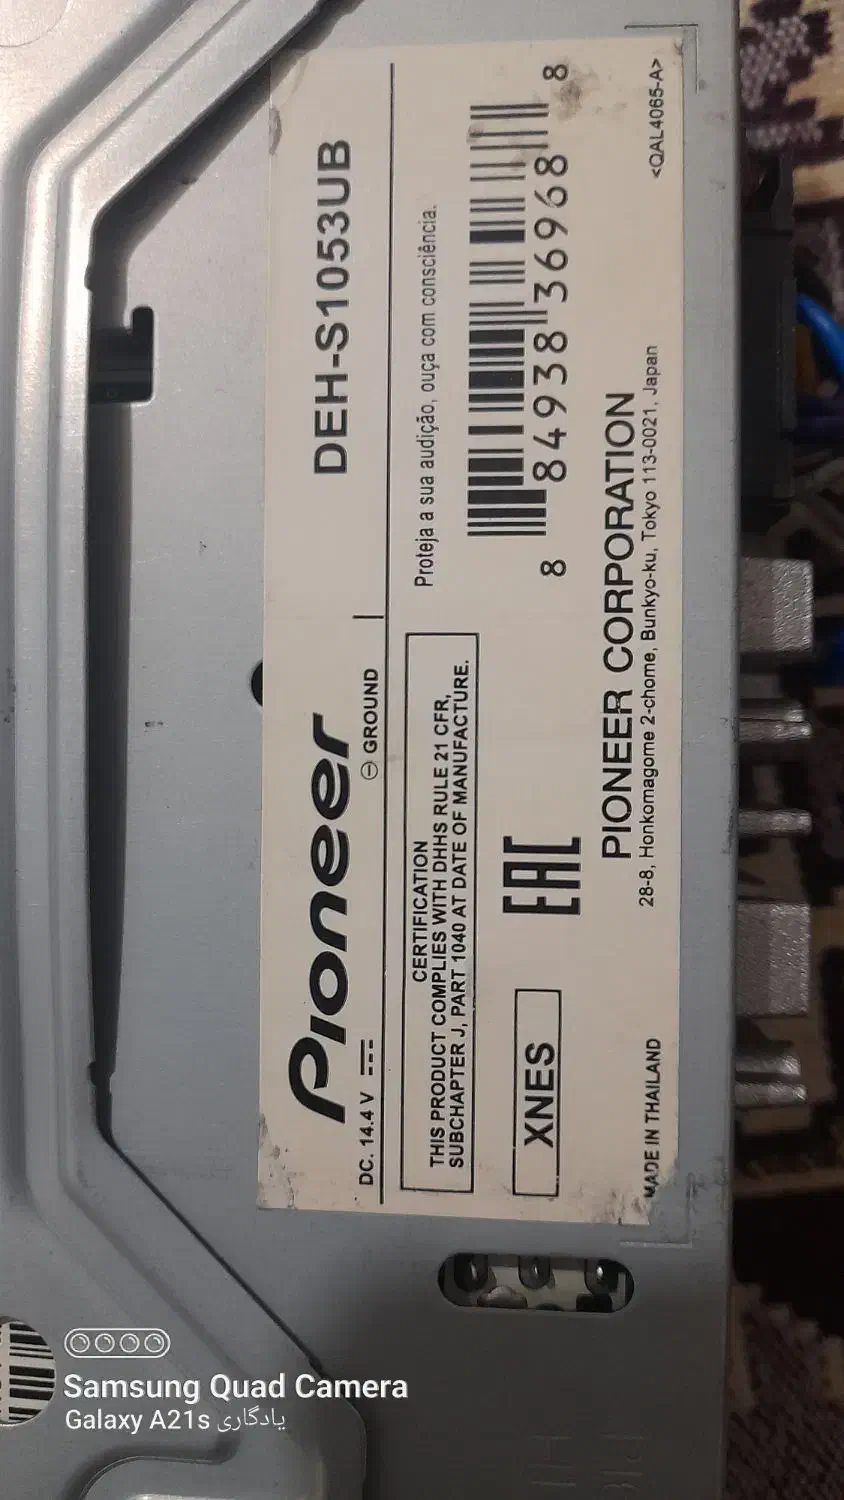 Pioneer
DEH-S1053UB
DC. 14.4 V ⎓
⊖ GROUND
CERTIFICATION
THIS PRODUCT COMPLIES WITH DHHS RULE 21 CFR,
SUBCHAPTER J, PART 1040 AT DATE OF MANUFACTURE.
Proteja a sua audição, ouça com consciência.
8 84938 36968 8
XNES
EAC
PIONEER CORPORATION
28-8, Honkomagome 2-chome, Bunkyo-ku, Tokyo 113-0021, Japan
MADE IN THAILAND
<QAL4065-A>
Samsung Quad Camera
Galaxy A21s یادگاری